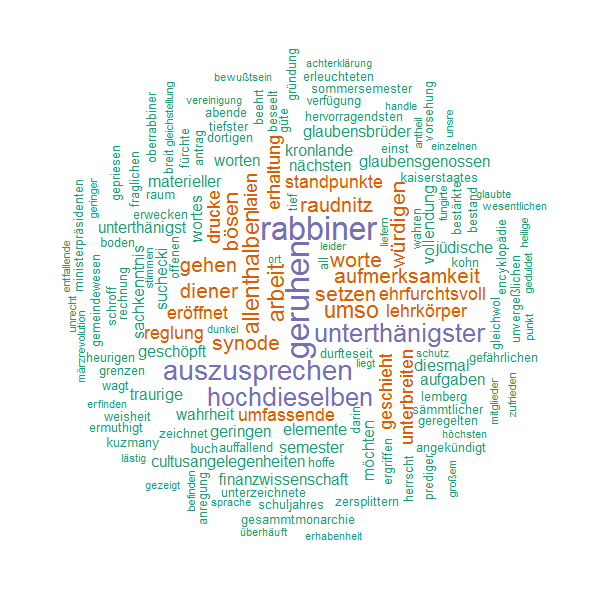 achterklärung
bewußtsein
erleuchteten
sommersemester
gründung
vereinigung
beehrt
beseelt
güte
verfügung
handle
hervorragendsten
vorsehung
unsre
antheil
oberrabbiner
breit
gleichstellung
abende
tiefster
dortigen
fürchte
antrag
glaubensbrüder
einst
einzelnen
gepriesen
fraglichen
worten
erhaltung
kronlande
nächsten
glaubensgenossen
materieller
raum
laien
standpunkte
kaiserstaates
geringer
ministerpräsidenten
erwecken
wortes
drucke
bösen
tief
raudnitz
würdigen
wahren
vollendung
fungirte
bestärkte
bestand
glaubte
wesentlichen
unterthänigst
rabbiner
jüdische
encyklopädie
heilige
boden
offenen
allenthalben
leider
liefern
kohn
geduldet
entfallende
gemeindewesen
sachkenntnis
suchecki
stimmen
gehen
ort
all
worte
aufmerksamkeit
unvergeßlichen
unrecht
schroff
rechnung
diener
arbeit
geruhen
setzen
ehrfurchtsvoll
gleichwol
punkt
märzrevolution
eröffnet
umso
lehrkörper
reglung
dunkel
unterthänigster
heurigen
geschöpft
synode
durfteseit
schutz
gefährlichen
grenzen
auszusprechen
liegt
diesmal
wagt
traurige
hochdieselben
geschieht
aufgaben
erfinden
lemberg
mitglieder
zufrieden
weisheit
wahrheit
umfassende
darin
unterbreiten
sämmtlicher
ermuthigt
zeichnet
geringen
elemente
geregelten
kuzmany
buch
auffallend
semester
möchten
höchsten
angekündigt
lästig
cultusangelegenheiten
hoffe
ergriffen
herrscht
prediger
großem
gezeigt
befinden
anregung
finanzwissenschaft
unterzeichnete
sprache
schuljahres
zersplittern
gesammtmonarchie
überhäuft
erhabenheit